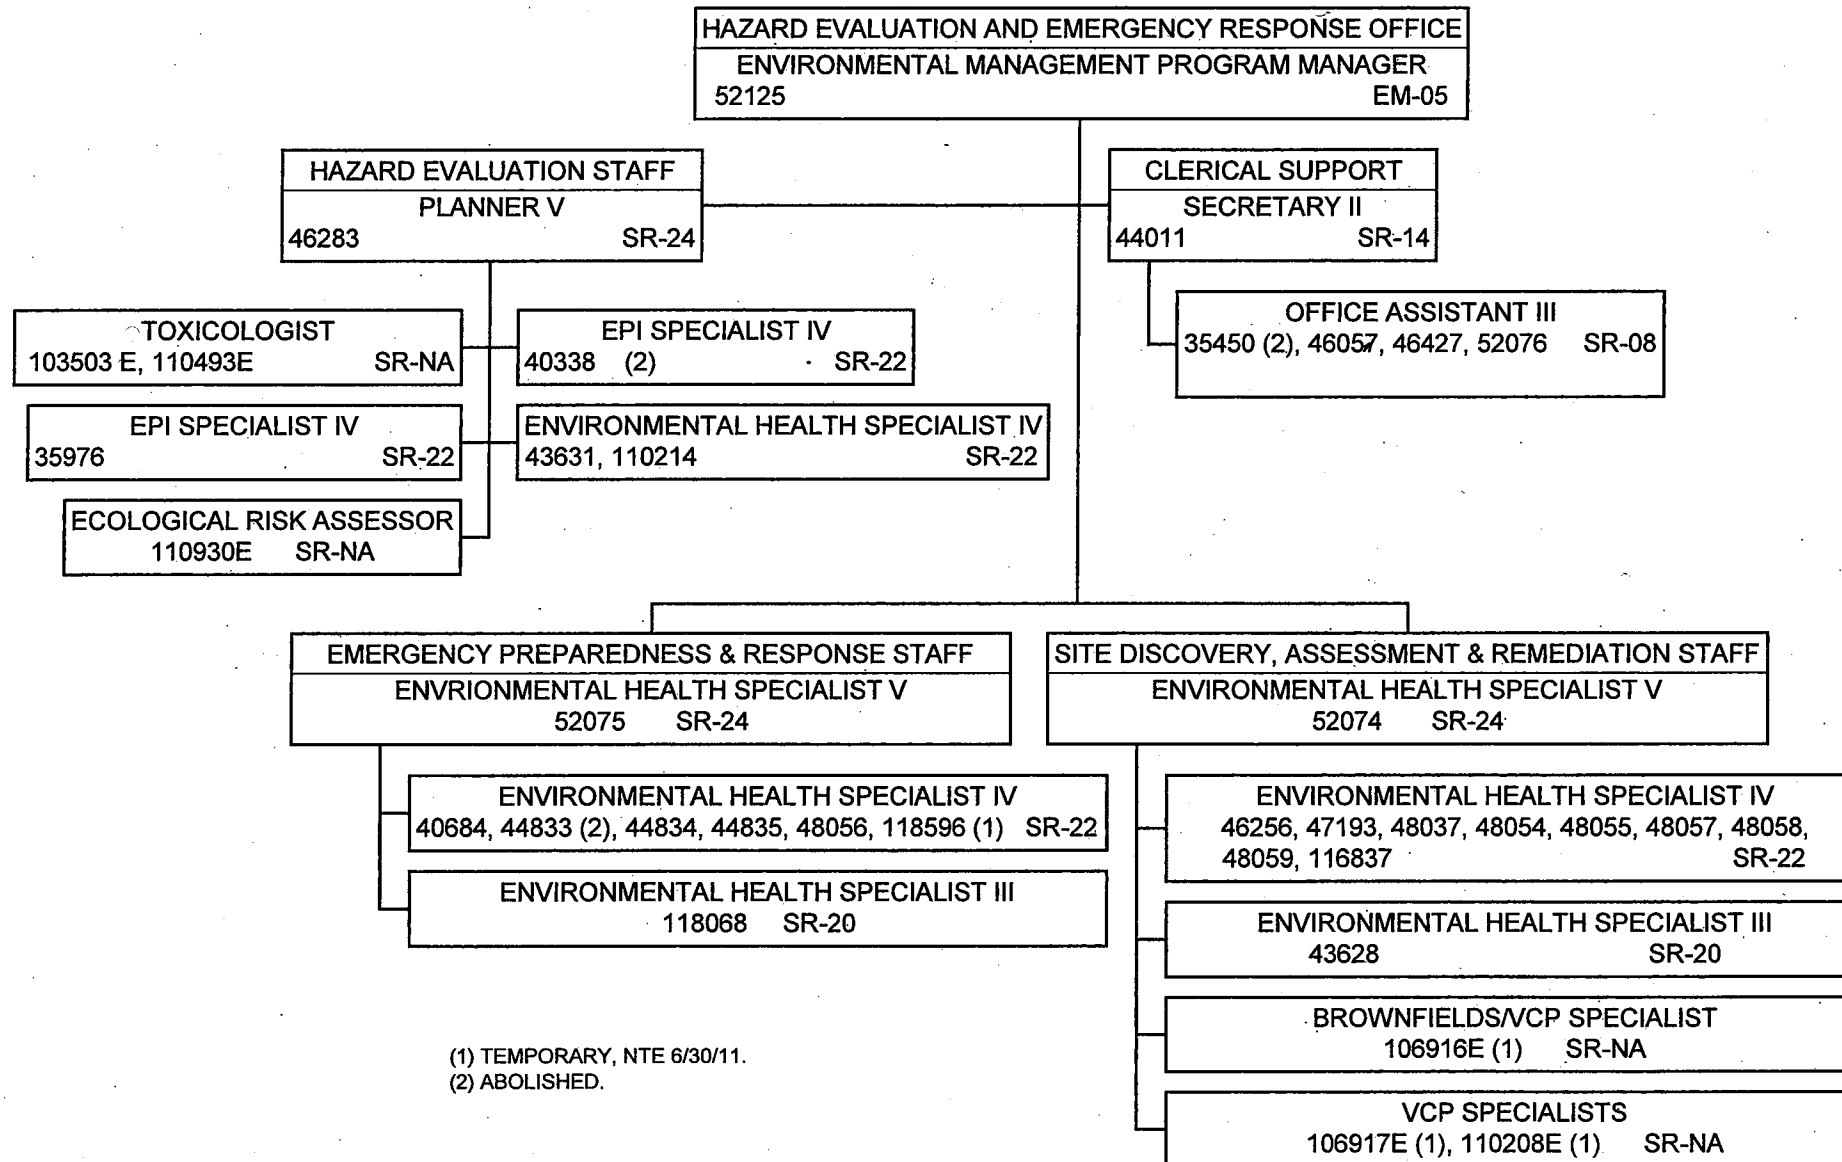 HAZARD EVALUATION AND EMERGENCY RESPONSE OFFICE
ENVIRONMENTAL MANAGEMENT PROGRAM MANAGER
52125 EM-05
HAZARD EVALUATION STAFF
PLANNER V
46283 SR-24
CLERICAL SUPPORT
SECRETARY II
44011 SR-14
OFFICE ASSISTANT III
35450 (2), 46057, 46427, 52076 SR-08
TOXICOLOGIST
103503 E, 110493E SR-NA
EPI SPECIALIST IV
40338 (2) SR-22
EPI SPECIALIST IV
35976 SR-22
ENVIRONMENTAL HEALTH SPECIALIST IV
43631, 110214 SR-22
ECOLOGICAL RISK ASSESSOR
110930E SR-NA
EMERGENCY PREPAREDNESS & RESPONSE STAFF
ENVRIONMENTAL HEALTH SPECIALIST V
52075 SR-24
ENVIRONMENTAL HEALTH SPECIALIST IV
40684, 44833 (2), 44834, 44835, 48056, 118596 (1) SR-22
ENVIRONMENTAL HEALTH SPECIALIST III
118068 SR-20
SITE DISCOVERY, ASSESSMENT & REMEDIATION STAFF
ENVIRONMENTAL HEALTH SPECIALIST V
52074 SR-24
ENVIRONMENTAL HEALTH SPECIALIST IV
46256, 47193, 48037, 48054, 48055, 48057, 48058,
48059, 116837 SR-22
ENVIRONMENTAL HEALTH SPECIALIST III
43628 SR-20
BROWNFIELDS/VCP SPECIALIST
106916E (1) SR-NA
VCP SPECIALISTS
106917E (1), 110208E (1) SR-NA
(1) TEMPORARY, NTE 6/30/11.
(2) ABOLISHED.